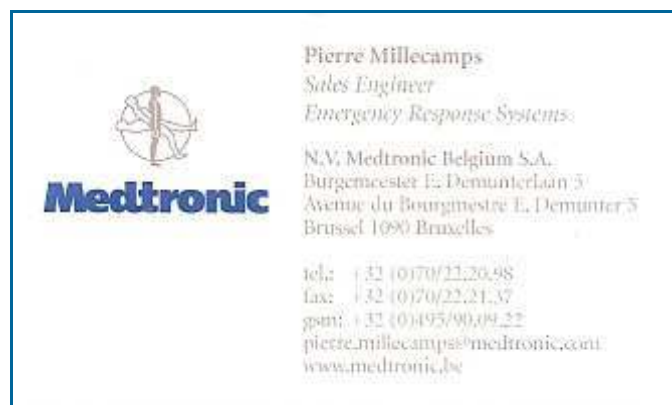 Medtronic
Pierre Millecamps
Sales Engineer
Emergency Response Systems
N.V. Medtronic Belgium S.A.
Burgemeester E. Demunterlaan 5
Avenue du Bourgmestre E. Demunter 5
Brussel 1090 Bruxelles
tel.: +32 (0)70/22.20.98
fax: +32 (0)70/22.21.37
gsm: +32 (0)495/90.09.22
pierre.millecamps@medtronic.com
www.medtronic.be